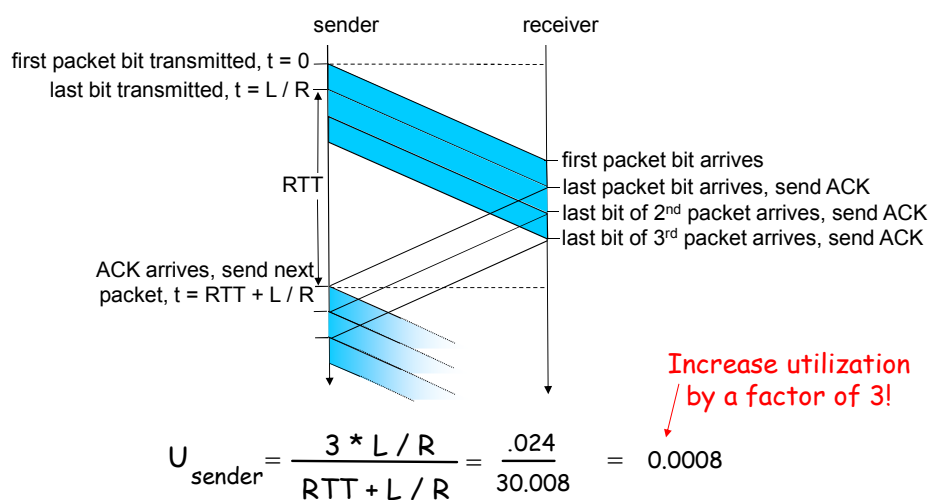 sender
receiver
first packet bit transmitted, t = 0
last bit transmitted, t = L / R
RTT
first packet bit arrives
last packet bit arrives, send ACK
last bit of 2nd packet arrives, send ACK
last bit of 3rd packet arrives, send ACK
ACK arrives, send next
packet, t = RTT + L / R
Increase utilization
by a factor of 3!
U sender = 3 * L / R / RTT + L / R = .024 / 30.008 = 0.0008